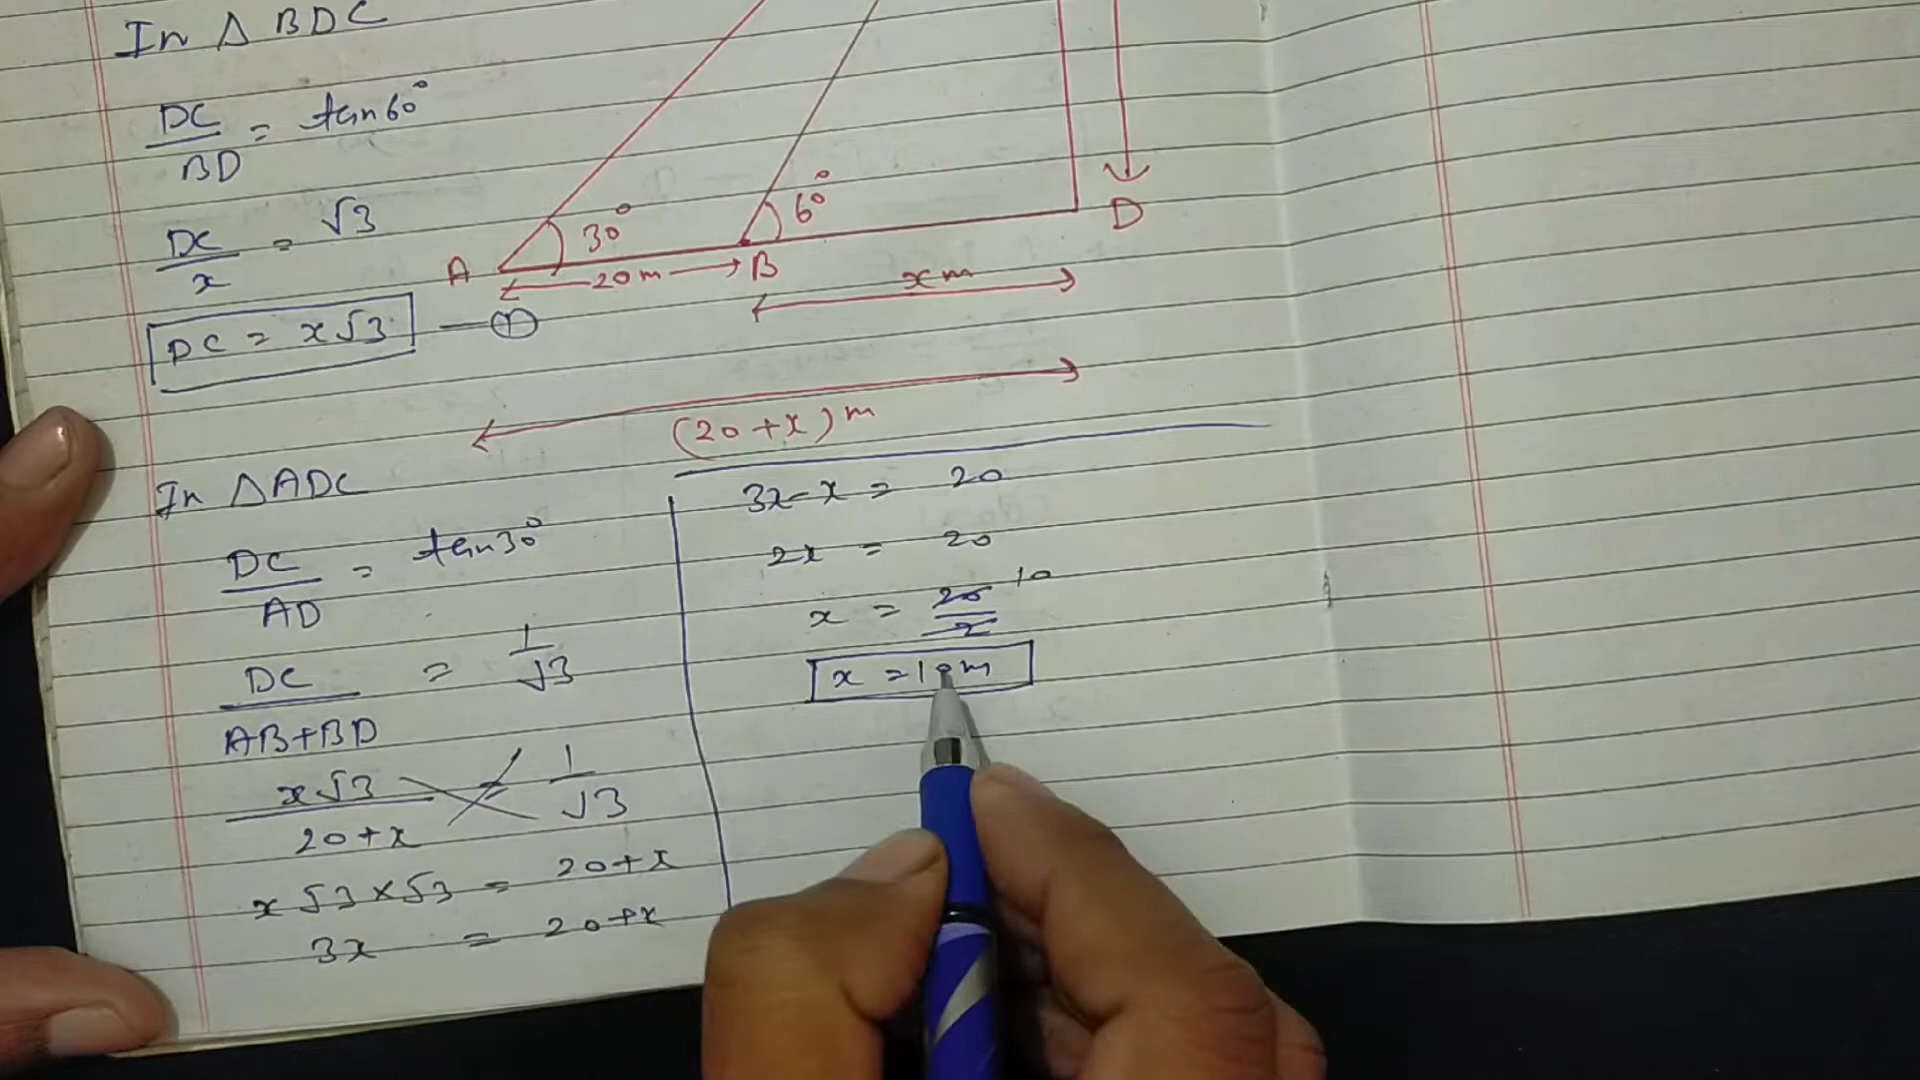 In Δ BDC
DC/BD = tan60°
DC/x = √3
DC = x√3 — ①
30°
60°
A
20 m
B
D
x m
(20 + x) m
In ΔADC
DC/AD = tan30°
DC/AB+BD = 1/√3
x√3/20+x = 1/√3
x√3×√3 = 20+x
3x = 20+x
3x-x = 20
2x = 20
x = 20/2 10
x = 10m